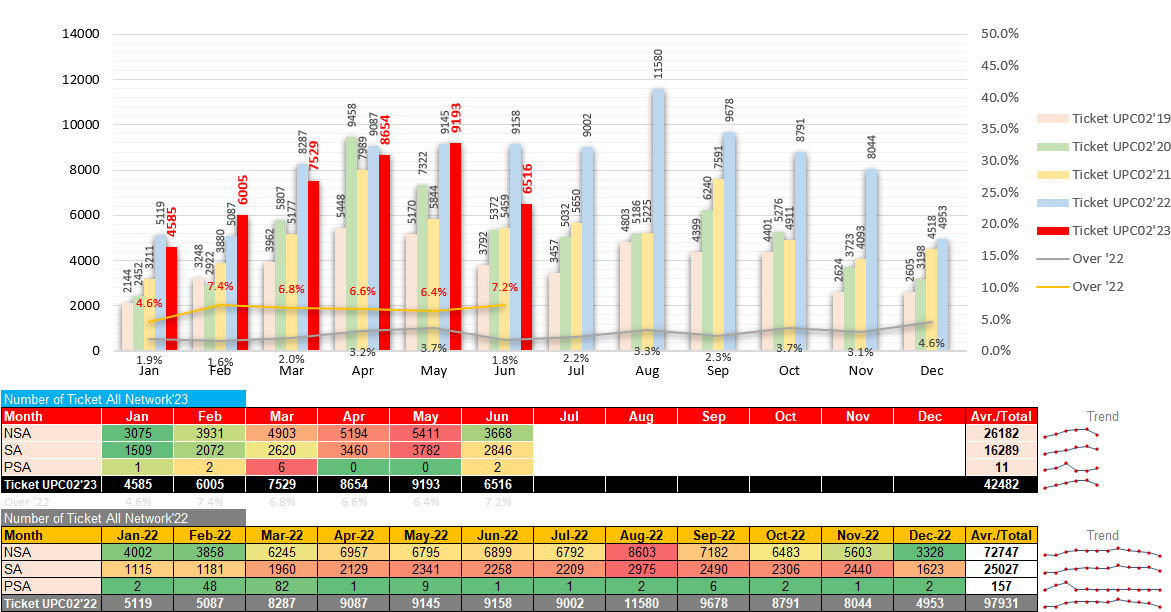 14000
12000
10000
8000
6000
4000
2000
0
50.0%
45.0%
40.0%
35.0%
30.0%
25.0%
20.0%
15.0%
10.0%
5.0%
0.0%
2144 2452 3211 5119 4585
3248 2922 3880 5087 6005
3962 5807 5177 8287 7529
5448 9458 7989 9087 8654
5170 7322 5844 9145 9193
3792 5372 5459 9158 6516
3457 5032 5650 9002
4803 5186 5225 11580
4399 6240 7591 9678
4401 5276 4911 8791
2624 3723 4093 8044
2605 3198 4518 4953
4.6% 7.4% 6.8% 6.6% 6.4% 7.2%
1.9% 1.6% 2.0% 3.2% 3.7% 1.8% 2.2% 3.3% 2.3% 3.7% 3.1% 4.6%
Jan Feb Mar Apr May Jun Jul Aug Sep Oct Nov Dec
Ticket UPC02'19
Ticket UPC02'20
Ticket UPC02'21
Ticket UPC02'22
Ticket UPC02'23
Over '22
Over '22
Number of Ticket All Network'23
Month Jan Feb Mar Apr May Jun Jul Aug Sep Oct Nov Dec Avr./Total Trend
NSA 3075 3931 4903 5194 5411 3668 26182
SA 1509 2072 2620 3460 3782 2846 16289
PSA 1 2 6 0 0 2 11
Ticket UPC02'23 4585 6005 7529 8654 9193 6516 42482
Over '22 4.6% 7.4% 6.8% 6.6% 6.4% 7.2%
Number of Ticket All Network'22
Month Jan-22 Feb-22 Mar-22 Apr-22 May-22 Jun-22 Jul-22 Aug-22 Sep-22 Oct-22 Nov-22 Dec-22 Avr./Total Trend
NSA 4002 3858 6245 6957 6795 6899 6792 8603 7182 6483 5603 3328 72747
SA 1115 1181 1960 2129 2341 2258 2209 2975 2490 2306 2440 1623 25027
PSA 2 48 82 1 9 1 1 2 6 2 1 2 157
Ticket UPC02'22 5119 5087 8287 9087 9145 9158 9002 11580 9678 8791 8044 4953 97931